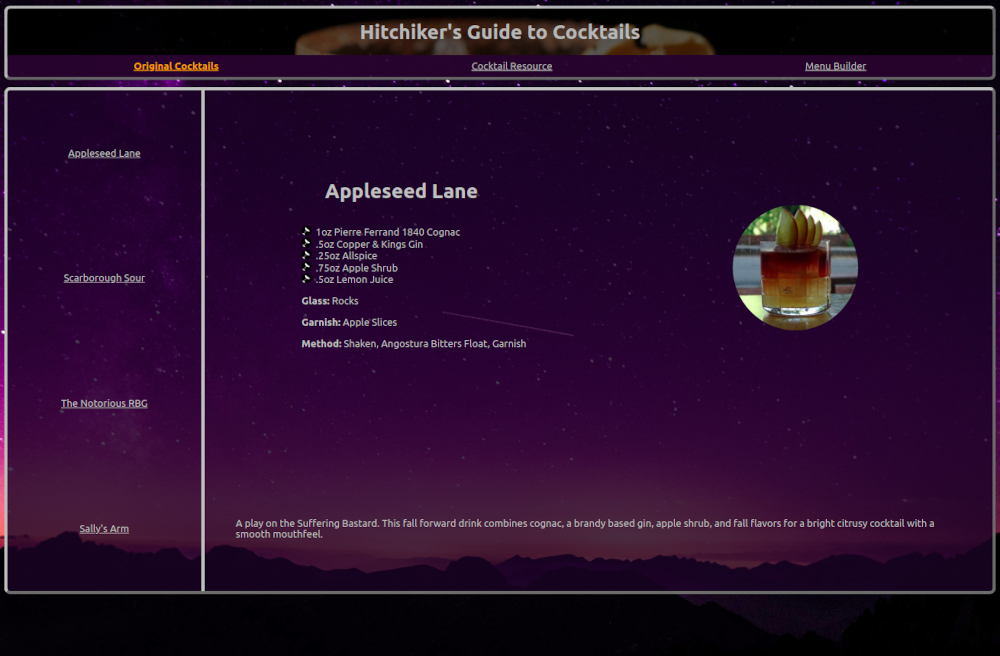 Hitchiker's Guide to Cocktails
Original Cocktails
Cocktail Resource
Menu Builder
Appleseed Lane
Scarborough Sour
The Notorious RBG
Sally's Arm
Appleseed Lane
1oz Pierre Ferrand 1840 Cognac
.5oz Copper & Kings Gin
.25oz Allspice
.75oz Apple Shrub
.5oz Lemon Juice
Glass: Rocks
Garnish: Apple Slices
Method: Shaken, Angostura Bitters Float, Garnish
A play on the Suffering Bastard. This fall forward drink combines cognac, a brandy based gin, apple shrub, and fall flavors for a bright citrusy cocktail with a
smooth mouthfeel.